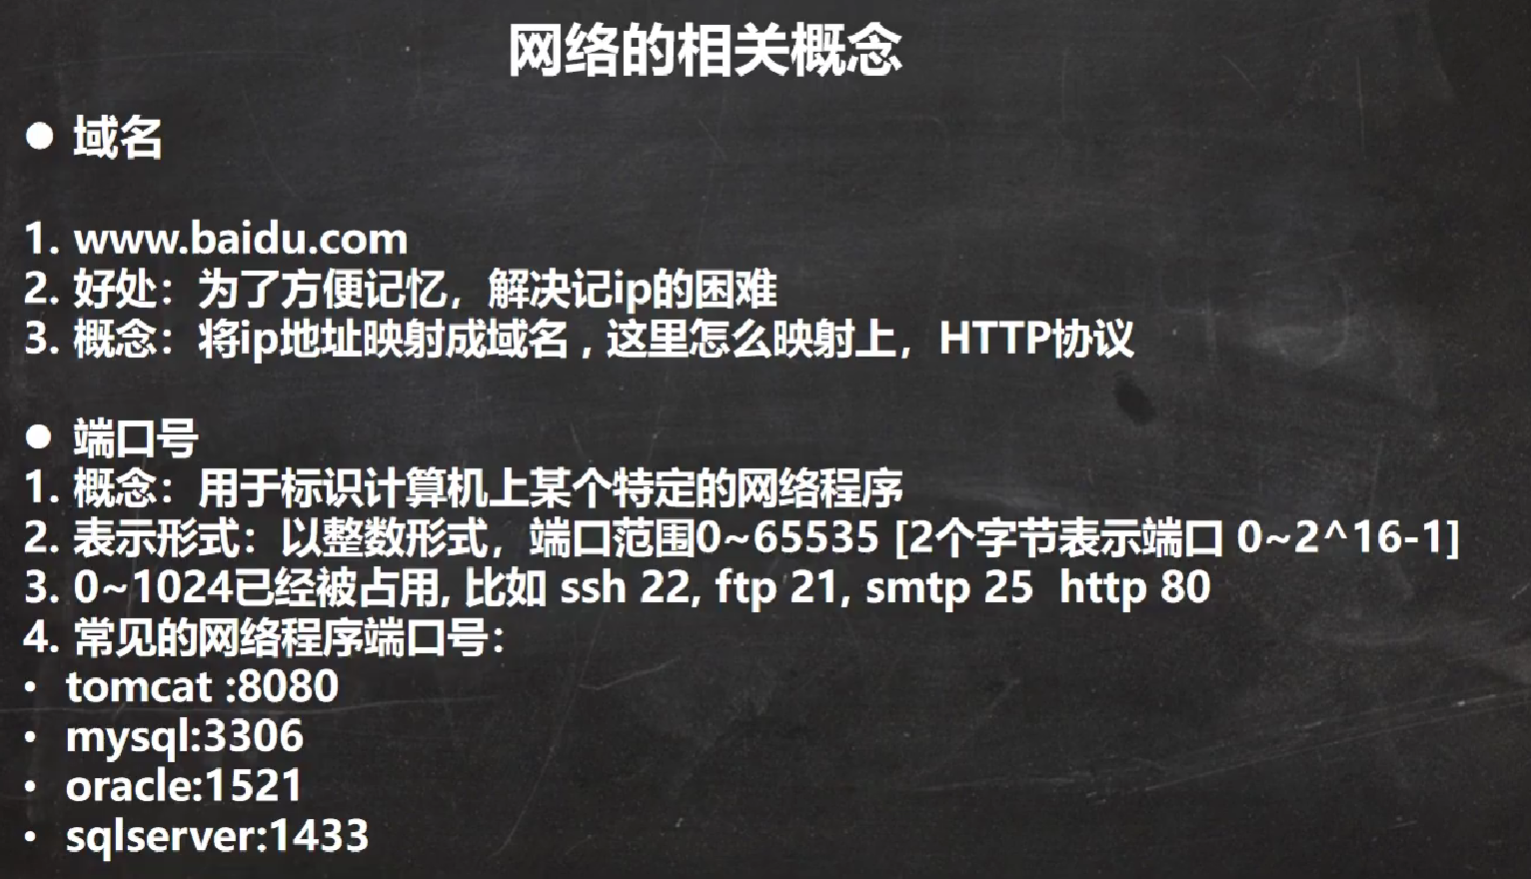 网络的相关概念
● 域名
1. www.baidu.com
2. 好处：为了方便记忆，解决记ip的困难
3. 概念：将ip地址映射成域名 , 这里怎么映射上，HTTP协议
● 端口号
1. 概念：用于标识计算机上某个特定的网络程序
2. 表示形式：以整数形式，端口范围0~65535 [2个字节表示端口 0~2^16-1]
3. 0~1024已经被占用, 比如 ssh 22, ftp 21, smtp 25  http 80
4. 常见的网络程序端口号：
• tomcat :8080
• mysql:3306
• oracle:1521
• sqlserver:1433